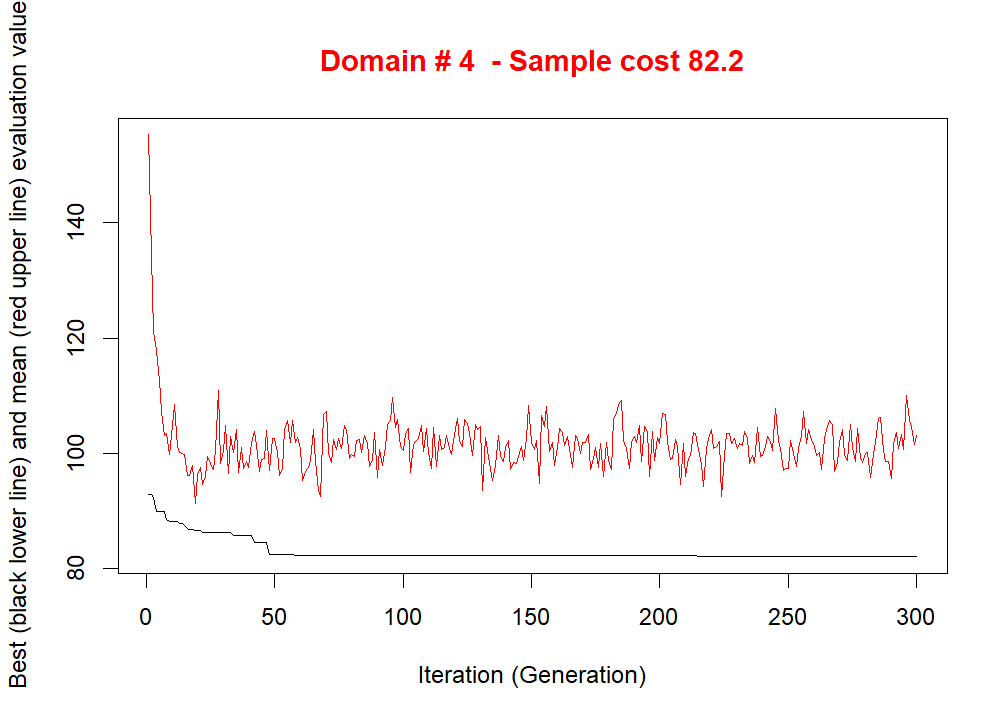 Domain # 4  - Sample cost 82.2
Best (black lower line) and mean (red upper line) evaluation value
140
120
100
80
0 50 100 150 200 250 300
Iteration (Generation)